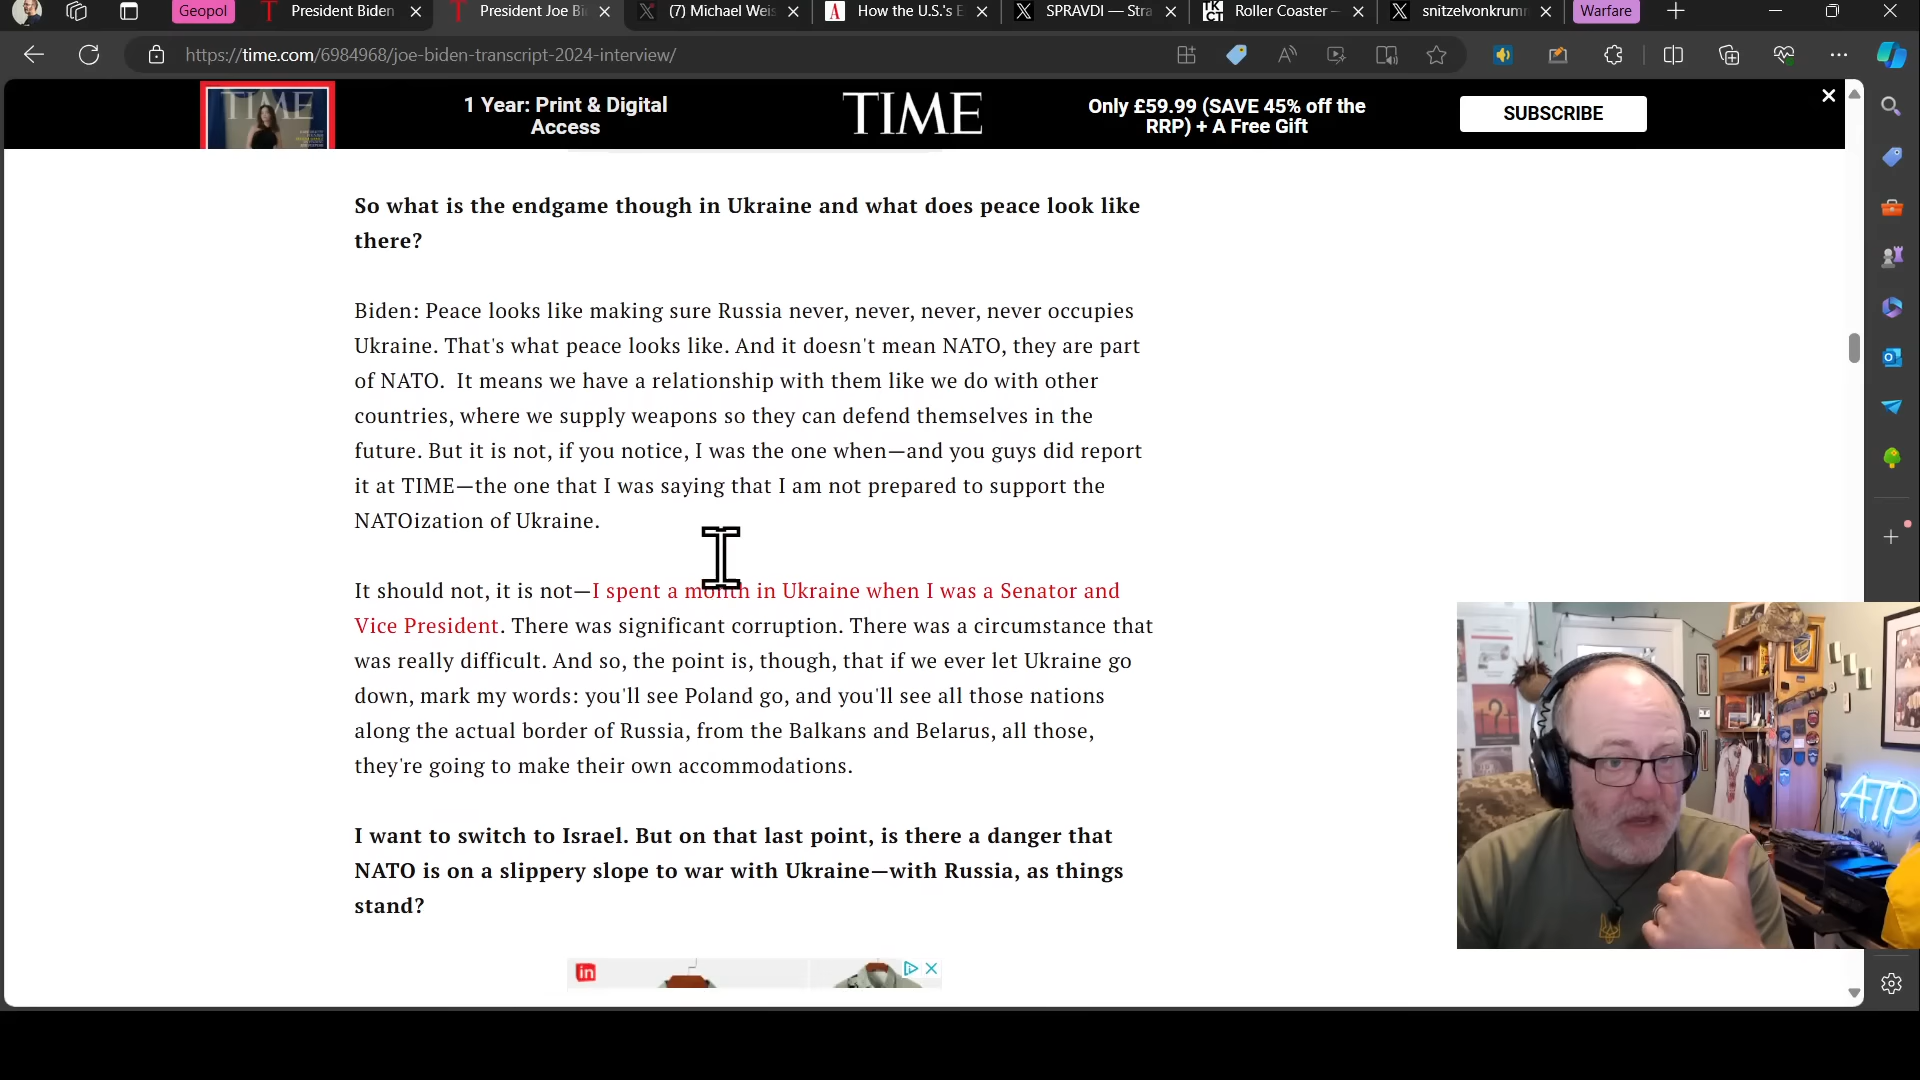 Geopol
President Biden
President Joe Bi
(7) Michael Weis
How the U.S.'s E
SPRAVDI — Stra
Roller Coaster –
snitzelvonkrum
Warfare
https://time.com/6984968/joe-biden-transcript-2024-interview/
TIME
1 Year: Print & Digital
Access
TIME
Only £59.99 (SAVE 45% off the
RRP) + A Free Gift
SUBSCRIBE
So what is the endgame though in Ukraine and what does peace look like
there?
Biden: Peace looks like making sure Russia never, never, never, never occupies
Ukraine. That's what peace looks like. And it doesn't mean NATO, they are part
of NATO.  It means we have a relationship with them like we do with other
countries, where we supply weapons so they can defend themselves in the
future. But it is not, if you notice, I was the one when—and you guys did report
it at TIME—the one that I was saying that I am not prepared to support the
NATOization of Ukraine.
It should not, it is not—I spent a month in Ukraine when I was a Senator and
Vice President. There was significant corruption. There was a circumstance that
was really difficult. And so, the point is, though, that if we ever let Ukraine go
down, mark my words: you'll see Poland go, and you'll see all those nations
along the actual border of Russia, from the Balkans and Belarus, all those,
they're going to make their own accommodations.
I want to switch to Israel. But on that last point, is there a danger that
NATO is on a slippery slope to war with Ukraine—with Russia, as things
stand?
in
ATP